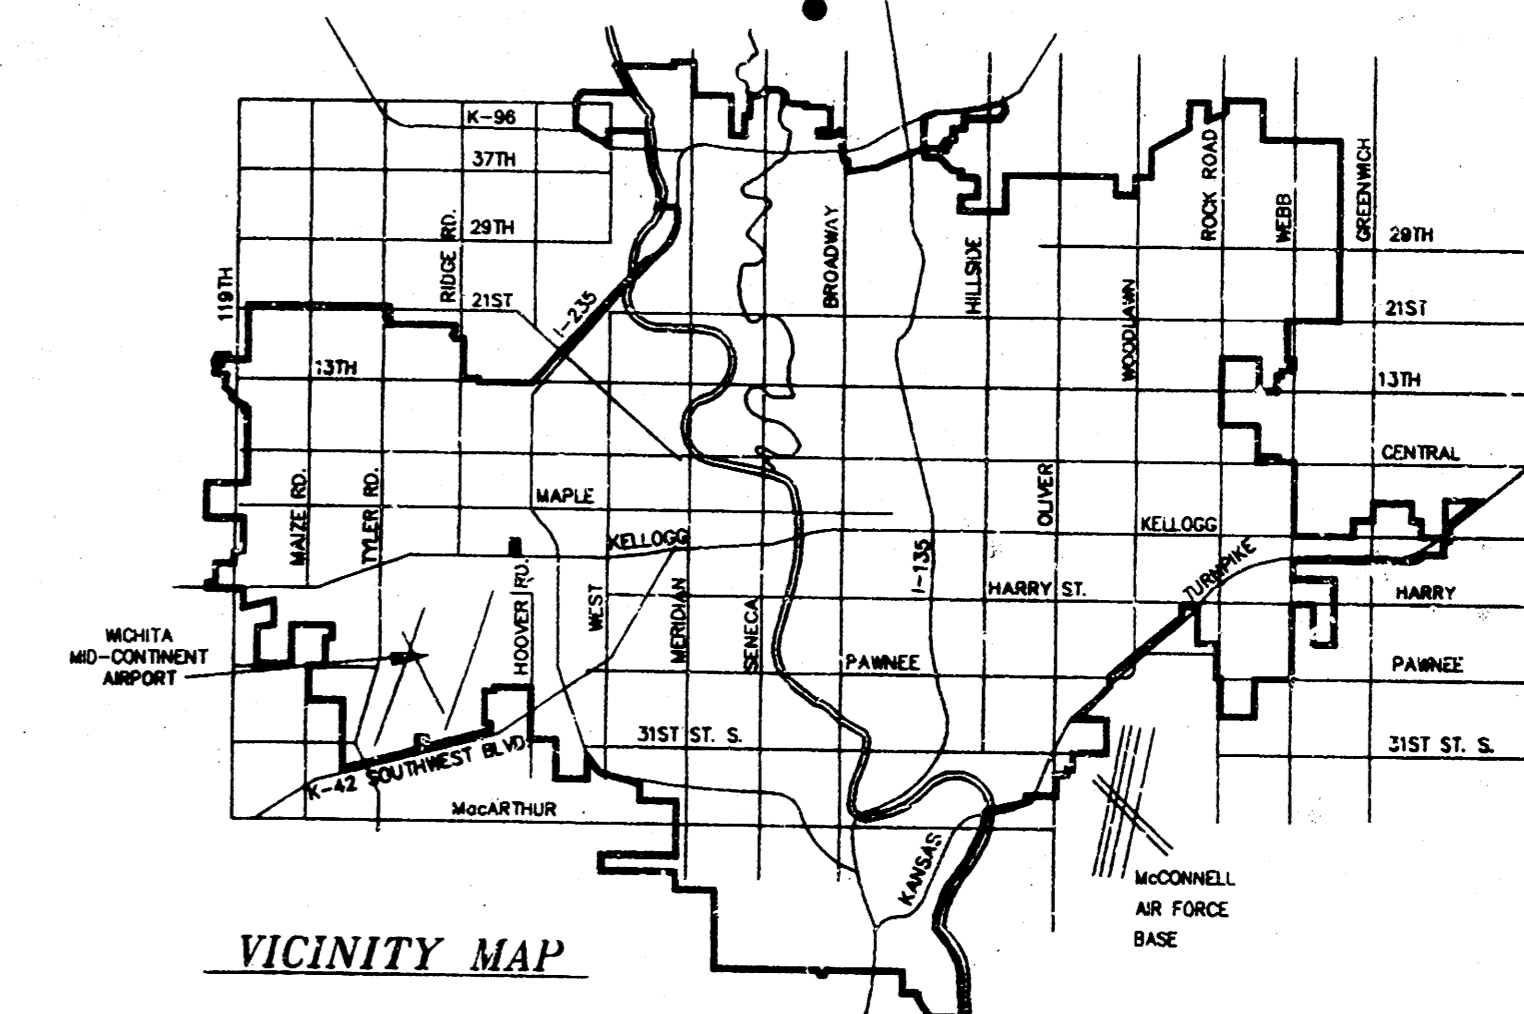 K-96
37TH
29TH
RIDGE RD.
119TH
21ST
I-235
13TH
BROADWAY
HILLSIDE
WOODLAWN
ROCK ROAD
WEBB
GREENWICH
29TH
21ST
13TH
CENTRAL
MAIZE RD.
TYLER RD.
MAPLE
KELLOGG
OLIVER
KELLOGG
I-135
TURNPIKE
HARRY ST.
HARRY
HOOVER RD.
WEST
MERIDIAN
SENECA
PAWNEE
PAWNEE
WICHITA
MID-CONTINENT
AIRPORT
31ST ST. S.
31ST ST. S.
K-42 SOUTHWEST BLVD
MacARTHUR
KANSAS
McCONNELL
AIR FORCE
BASE
VICINITY MAP